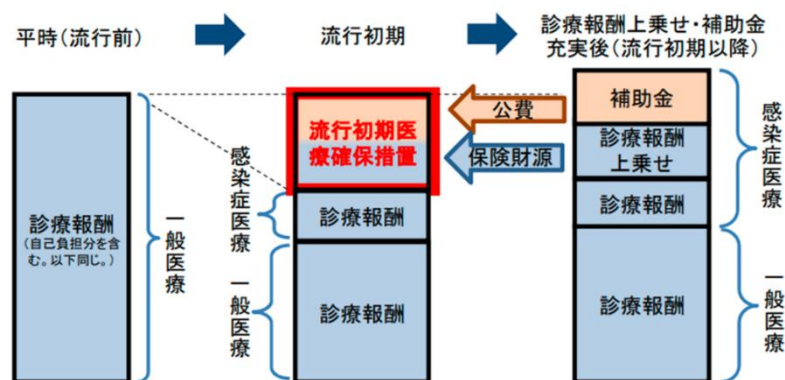 平時(流行前)
流行初期
診療報酬上乗せ・補助金
充実後(流行初期以降)
診療報酬
(自己負担分を含
む。以下同じ。)
一般医療
流行初期医
療確保措置
公費
保険財源
感染症医療
診療報酬
一般医療
診療報酬
補助金
診療報酬
上乗せ
診療報酬
感染症医療
診療報酬
一般医療